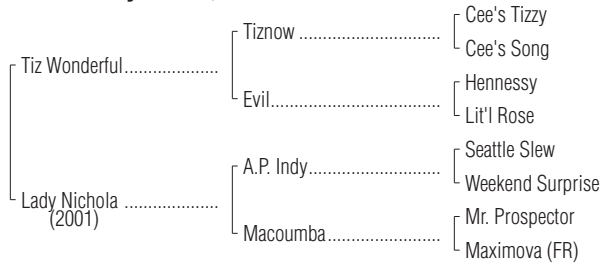 Cee's Tizzy
Tiznow ............................
Cee's Song
Tiz Wonderful...................
Hennessy
Evil..................................
Lit'l Rose
Seattle Slew
A.P. Indy..........................
Weekend Surprise
Lady Nichola ...................
(2001)
Mr. Prospector
Macoumba.......................
Maximova (FR)